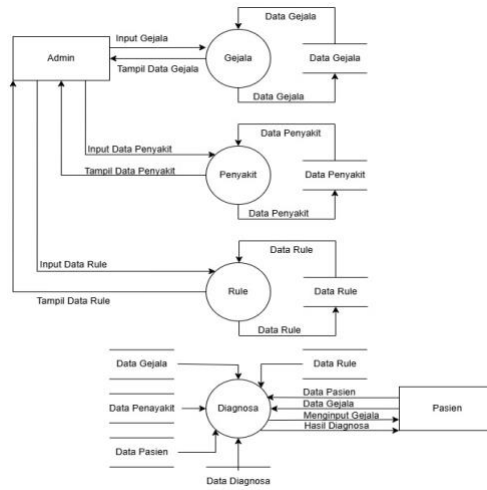 Data Gejala
Input Gejala
Admin
Gejala
Data Gejala
Tampil Data Gejala
Data Gejala
Data Penyakit
Input Data Penyakit
Tampil Data Penyakit
Penyakit
Data Penyakit
Data Penyakit
Data Rule
Input Data Rule
Rule
Data Rule
Tampil Data Rule
Data Rule
Data Gejala
Data Rule
Data Pasien
Data Gejala
Data Penayakit
Diagnosa
Menginput Gejala
Pasien
Hasil Diagnosa
Data Pasien
Data Diagnosa